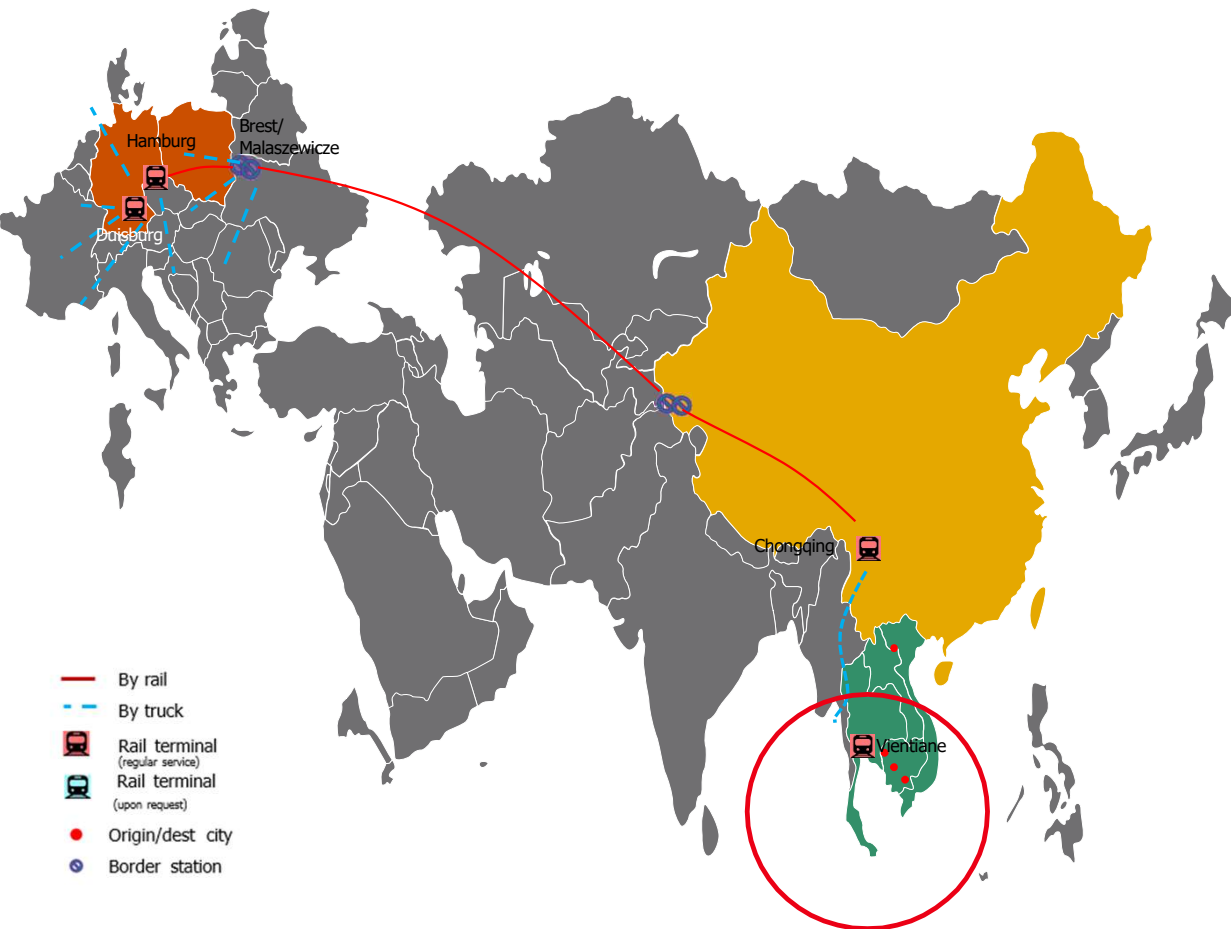 Brest/
Hamburg
Malaszewicze
Duisburg
Chongqing
Vientiane
By rail
By truck
Rail terminal
(regular service)
Rail terminal
(upon request)
Origin/dest city
Border station